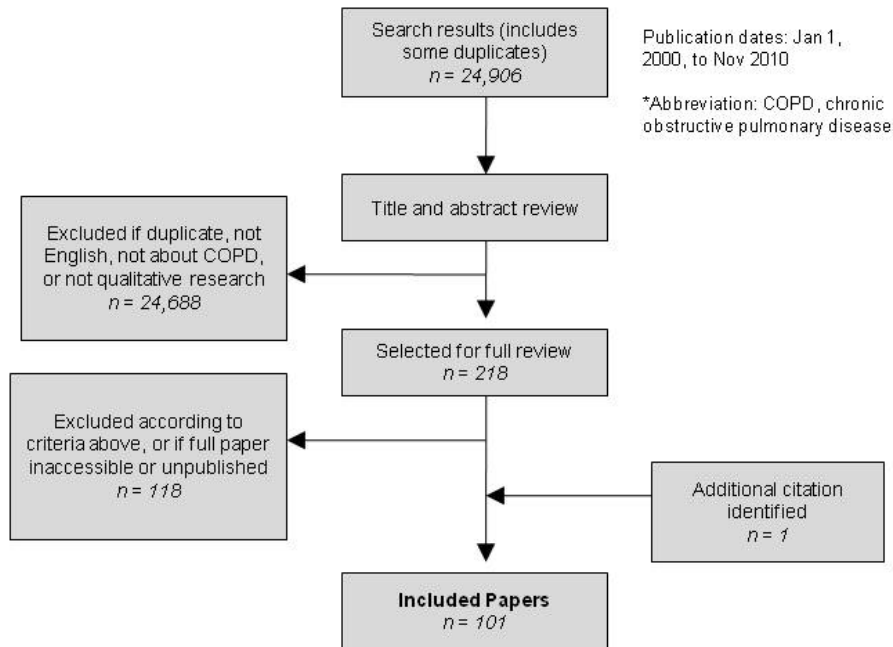 Search results (includes
some duplicates)
n = 24,906
Publication dates: Jan 1,
2000, to Nov 2010
*Abbreviation: COPD, chronic
obstructive pulmonary disease
Title and abstract review
Excluded if duplicate, not
English, not about COPD,
or not qualitative research
n = 24,688
Selected for full review
n = 218
Excluded according to
criteria above, or if full paper
inaccessible or unpublished
n = 118
Additional citation
identified
n = 1
Included Papers
n = 101